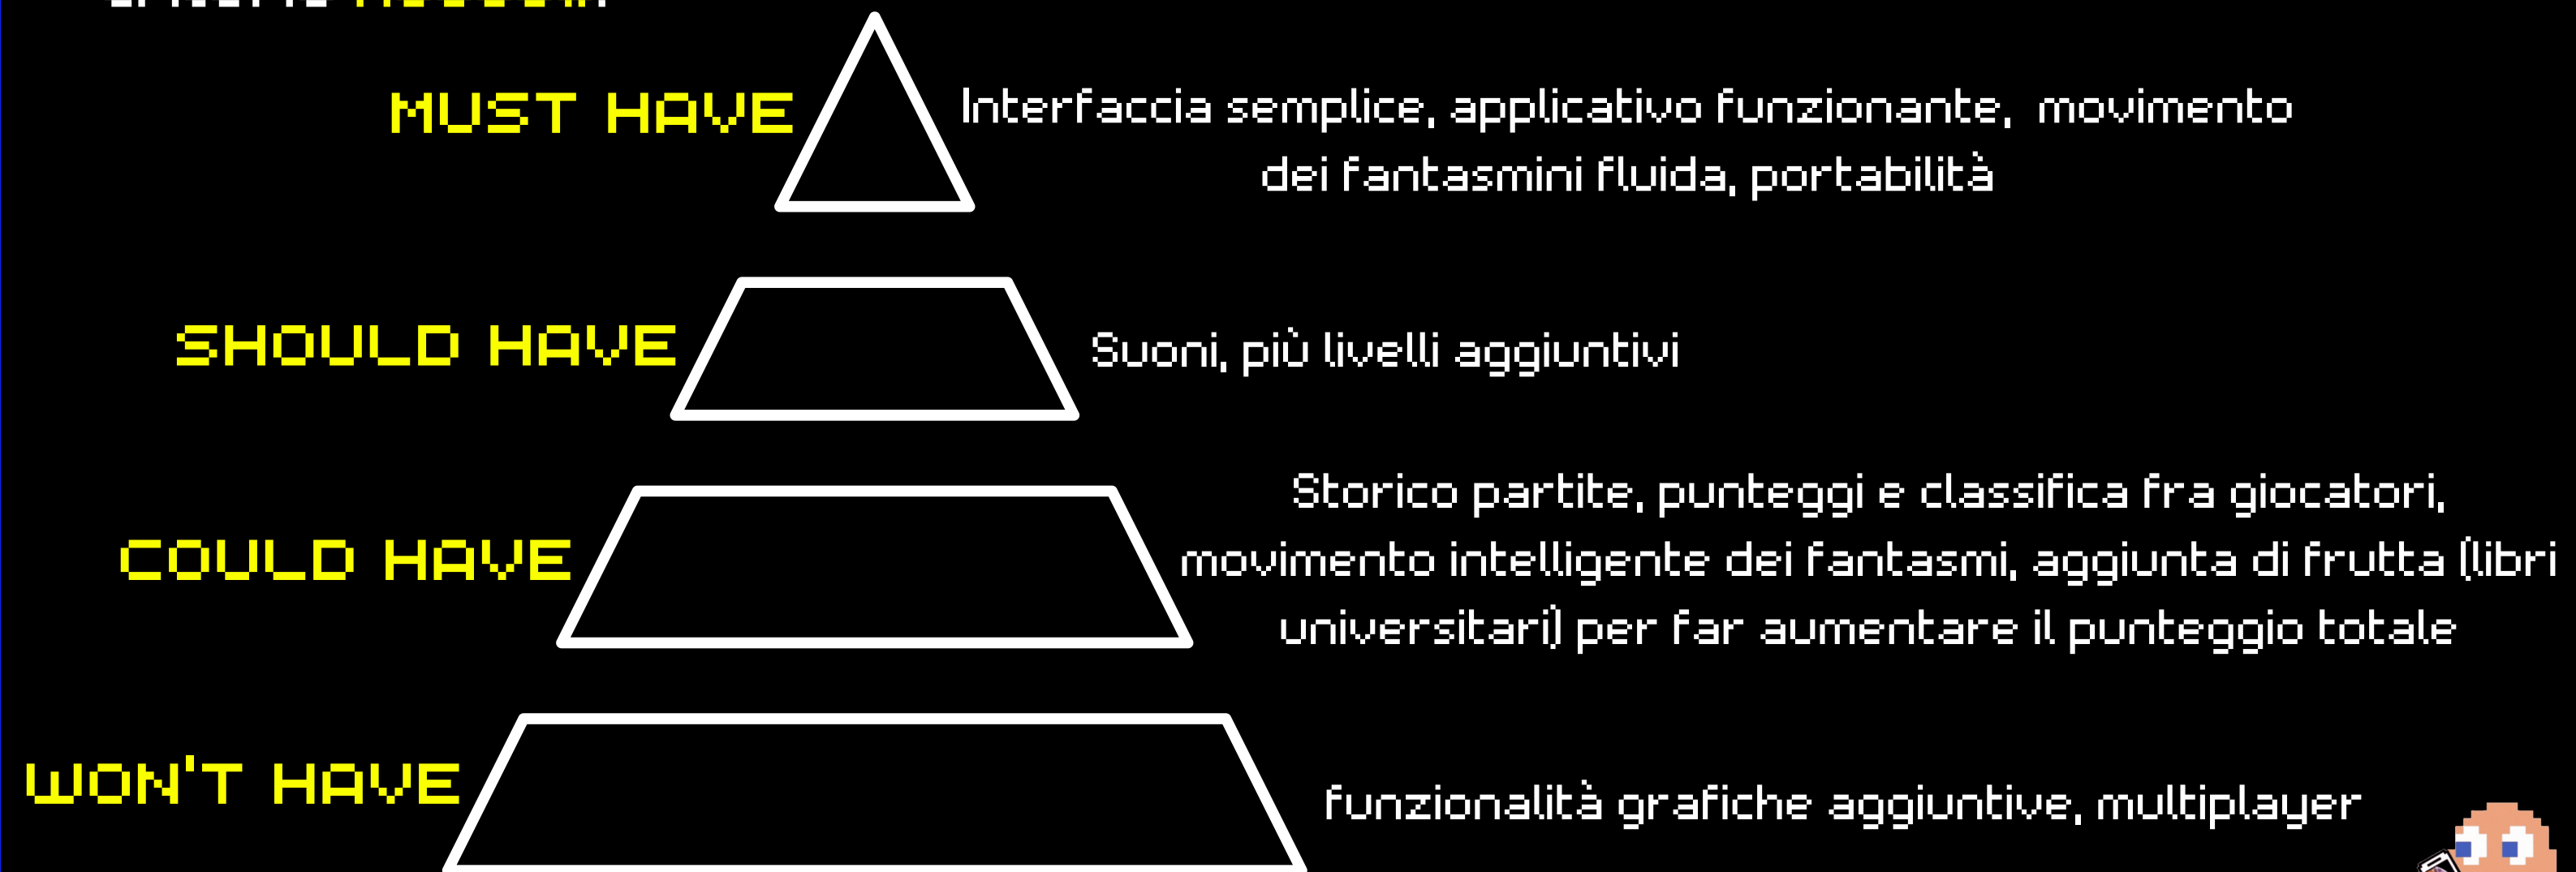 MUST HAVE
Interfaccia semplice, applicativo funzionante, movimento
dei fantasmini fluida, portabilità
SHOULD HAVE
Suoni, più livelli aggiuntivi
COULD HAVE
Storico partite, punteggi e classifica fra giocatori,
movimento intelligente dei fantasmi, aggiunta di frutta (libri
universitari) per far aumentare il punteggio totale
WON'T HAVE
funzionalità grafiche aggiuntive, multiplayer